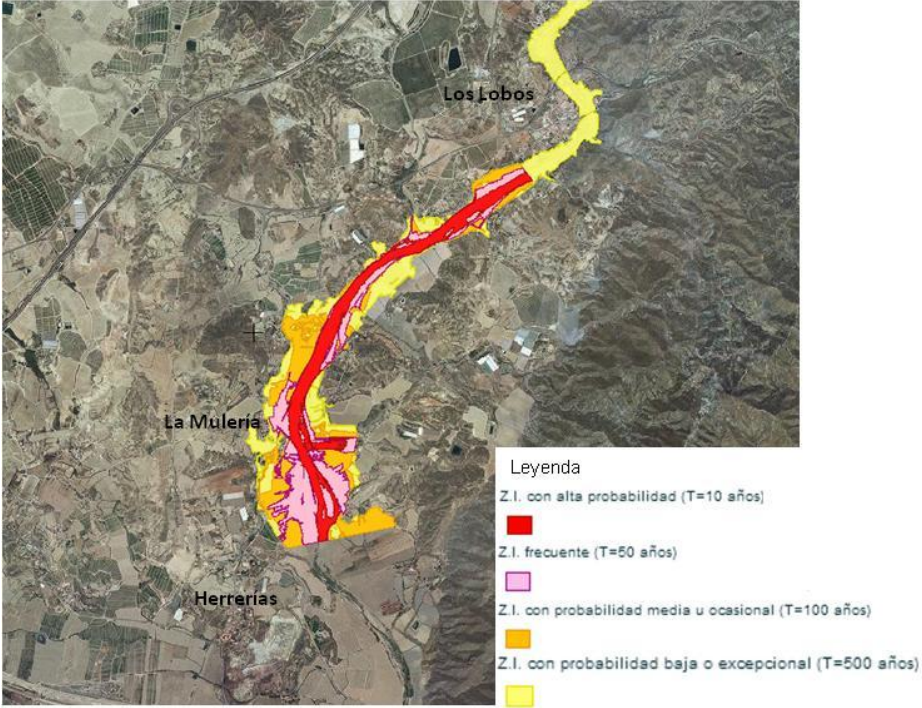 Los Lobos
La Mulería
Herrerías
Leyenda
Z.I. con alta probabilidad (T=10 años)
Z.I. frecuente (T=50 años)
Z.I. con probabilidad media u ocasional (T=100 años)
Z.I. con probabilidad baja o excepcional (T=500 años)